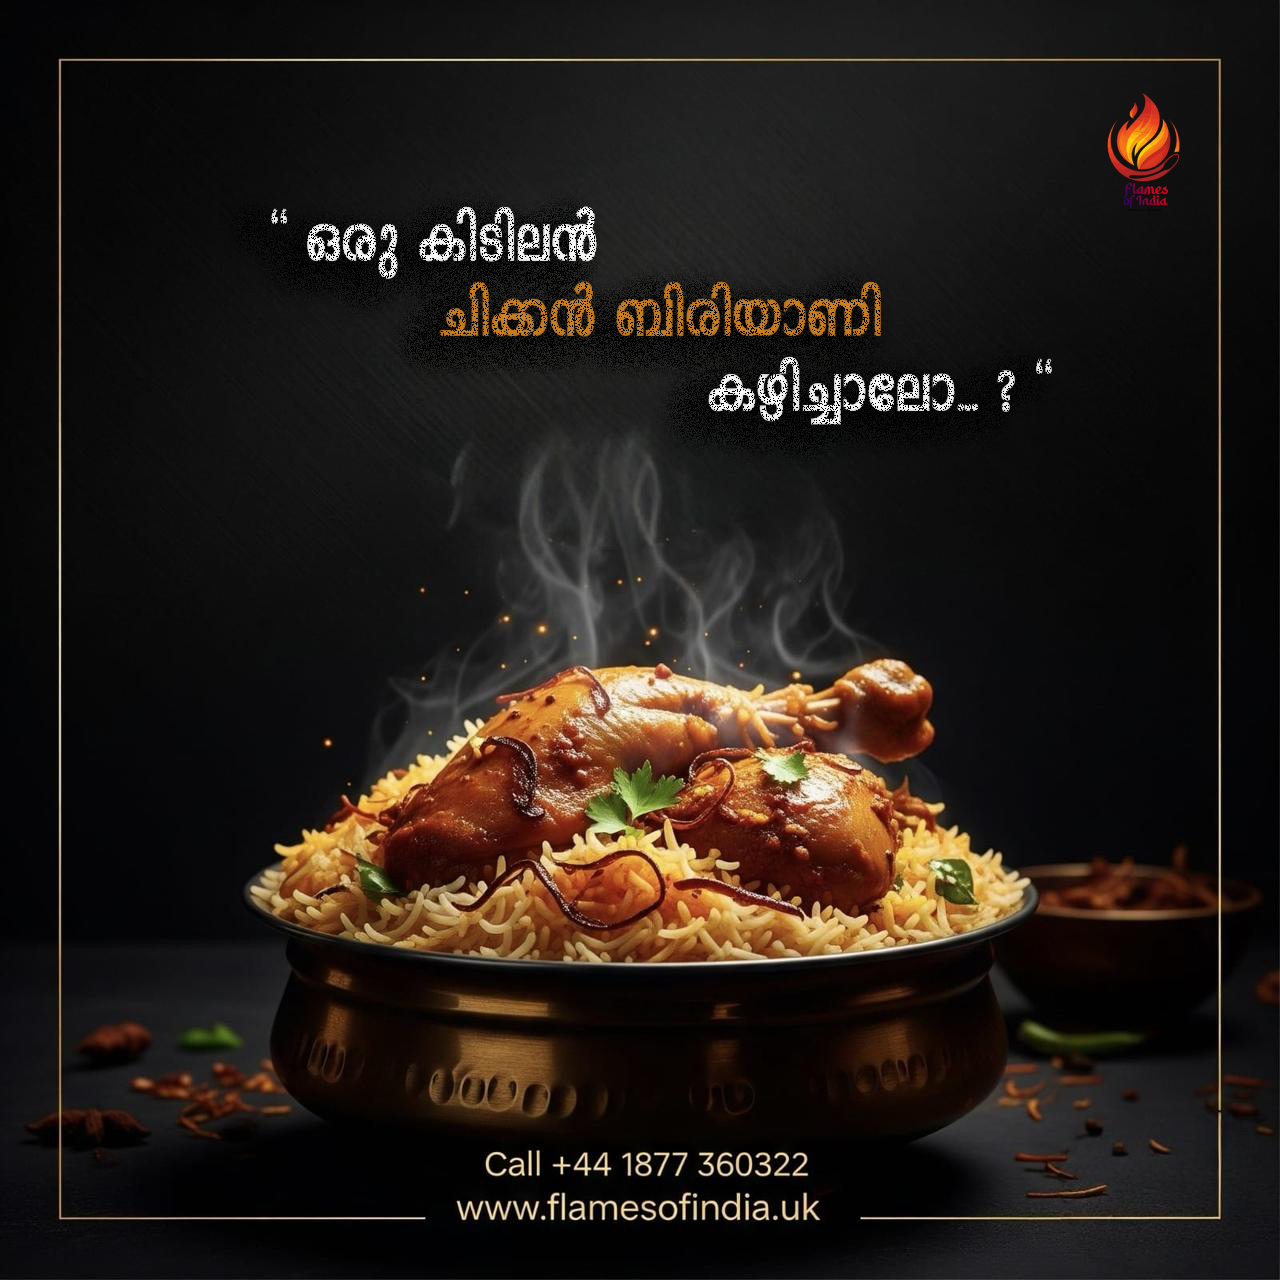 Flames
of India
“ ഒരു കിടിലൻ
ചിക്കൻ ബിരിയാണി
കഴിച്ചാലോ... ? “
Call +44 1877 360322
www.flamesofindia.uk